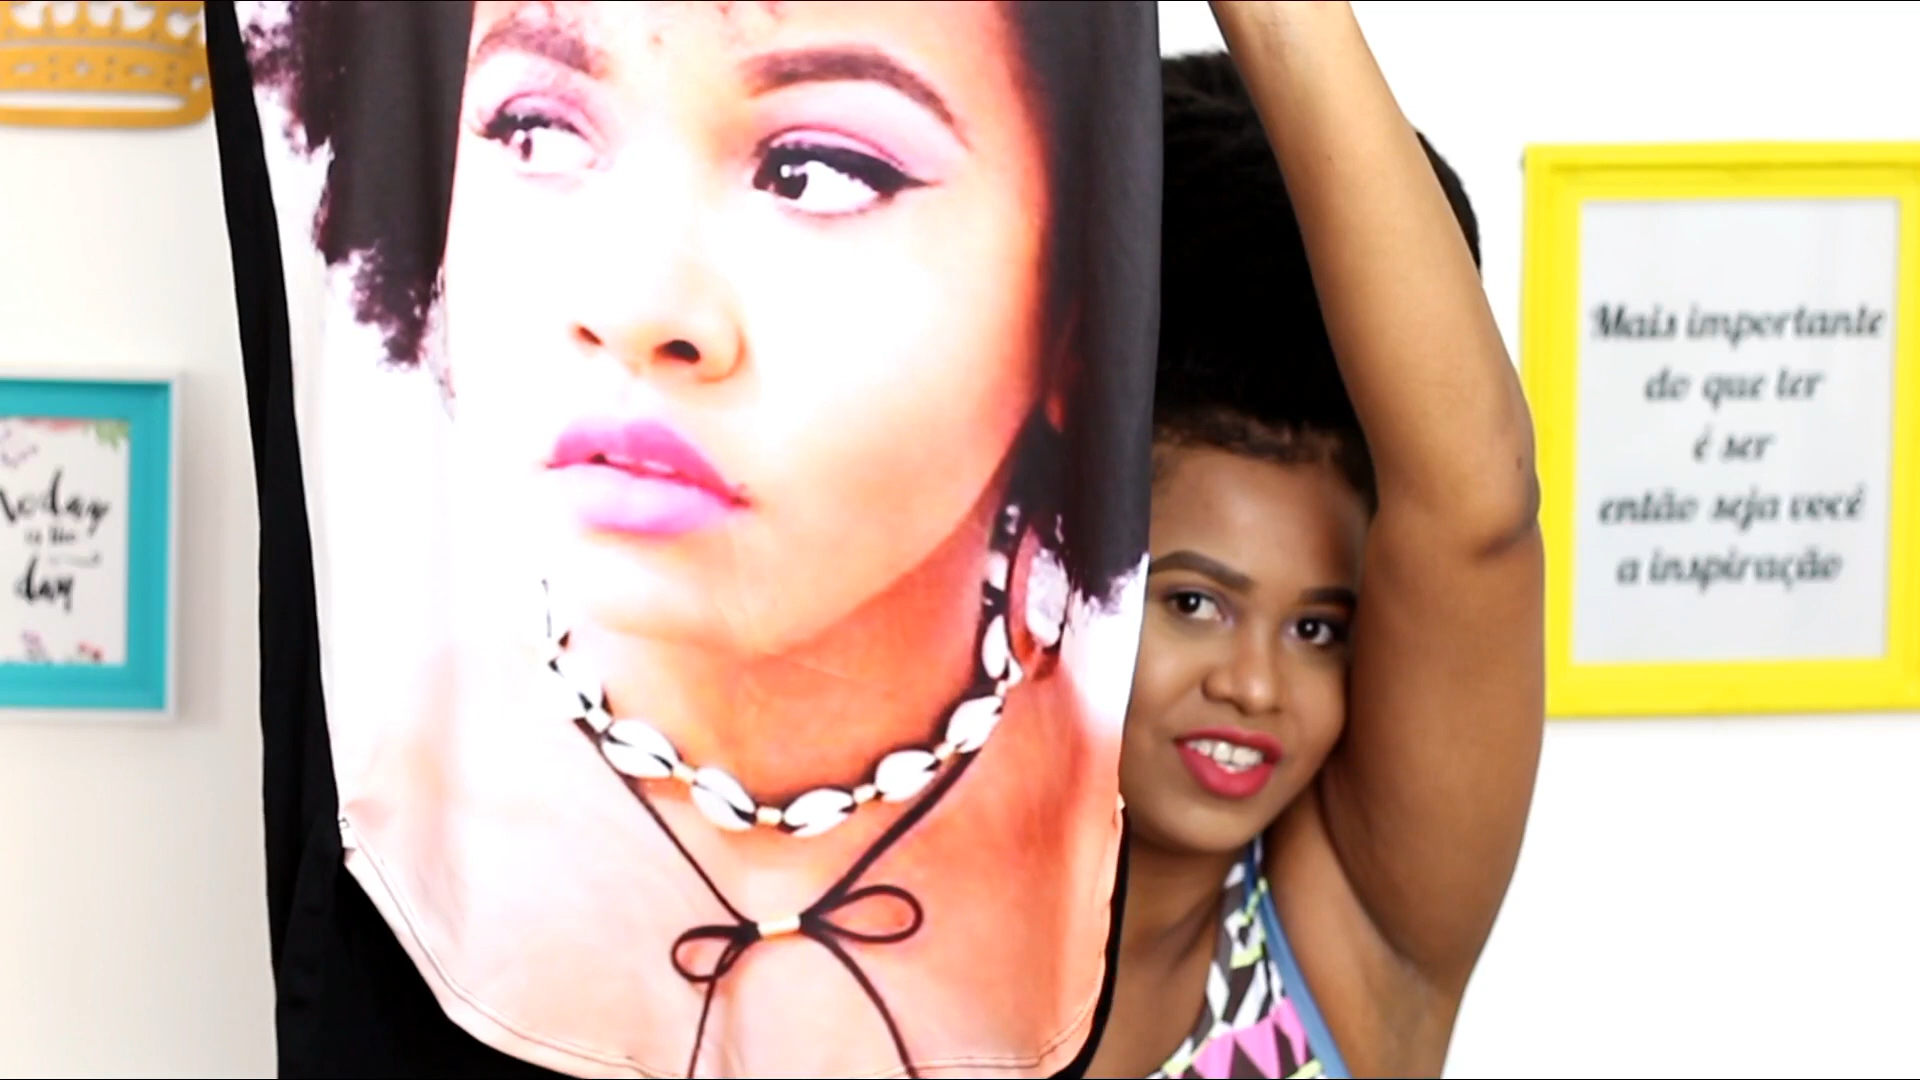 today
is the
day
Mais importante
do que ter
é ser
então seja você
a inspiração